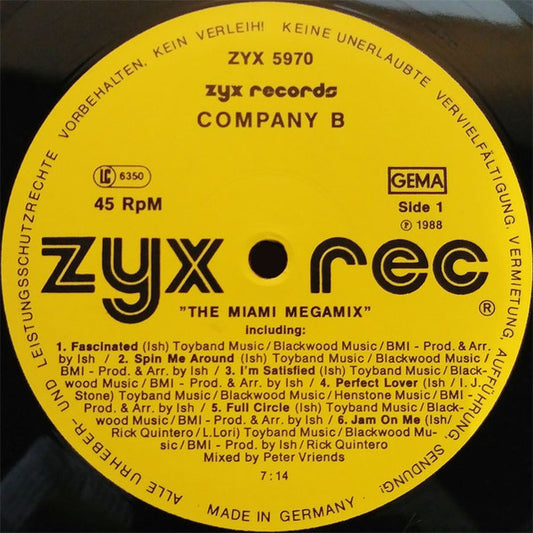 ALLE URHEBER- UND LEISTUNGSSCHUTZRECHTE VORBEHALTEN. KEIN VERLEIH! KEINE UNERLAUBTE VERVIELFÄLTIGUNG. VERMIETUNG. AUFFÜHRUNG. SENDUNG!
ZYX 5970
zyx records
COMPANY B
LC 6350
GEMA
45 RpM
Side 1
℗ 1988
zyx rec ®
"THE MIAMI MEGAMIX"
including:
1. Fascinated (Ish) Toyband Music / Blackwood Music / BMI - Prod. & Arr.
by Ish / 2. Spin Me Around (Ish) Toyband Music / Blackwood Music /
BMI - Prod. & Arr. by Ish / 3. I'm Satisfied (Ish) Toyband Music / Black-
wood Music / BMI - Prod. & Arr. by Ish / 4. Perfect Lover (Ish / I. J.
Stone) Toyband Music / Blackwood Music / Henstone Music / BMI - Prod.
& Arr. by Ish / 5. Full Circle (Ish) Toyband Music / Black-
wood Music / BMI - Prod. & Arr. by Ish / 6. Jam On Me (Ish/
Rick Quintero / L. Lori) Toyband Music / Blackwood Mu-
sic / BMI - Prod. by Ish / Rick Quintero
Mixed by Peter Vriends
7:14
MADE IN GERMANY